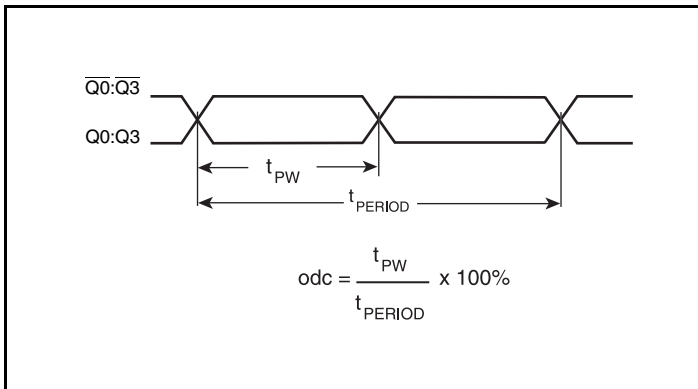 Q0:Q3
Q0:Q3
tPW
tPERIOD
odc = tPW / tPERIOD x 100%